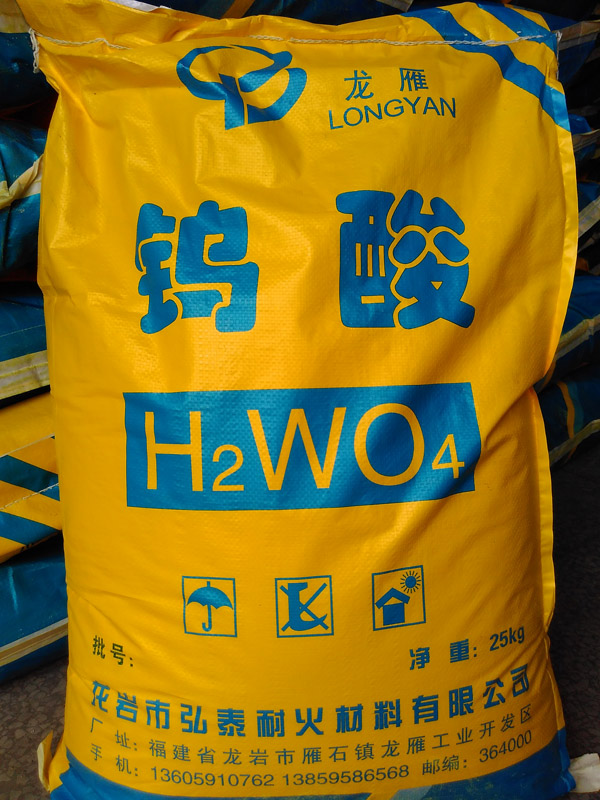 龙雁
LONGYAN
钨酸
H2WO4
批号:
净重: 25kg
龙岩市弘泰耐火材料有限公司
厂址: 福建省龙岩市雁石镇龙雁工业开发区
手机: 13605910762 13859586568 邮编: 364000